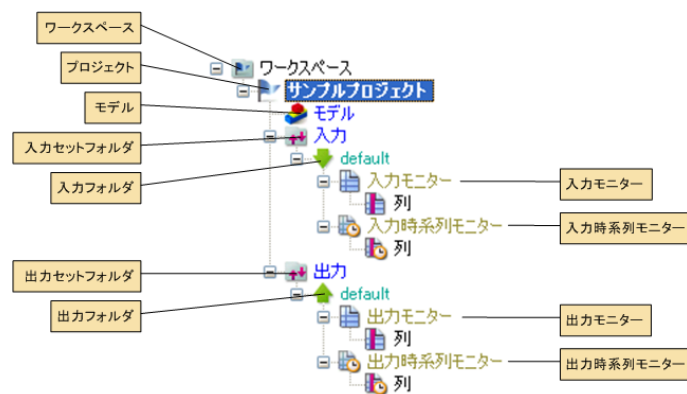 ワークスペース
ワークスペース
プロジェクト
サンプルプロジェクト
モデル
モデル
入力セットフォルダ
入力
入力フォルダ
default
入力モニター
入力モニター
列
入力時系列モニター
入力時系列モニター
列
出力セットフォルダ
出力
出力フォルダ
default
出力モニター
出力モニター
列
出力時系列モニター
出力時系列モニター
列